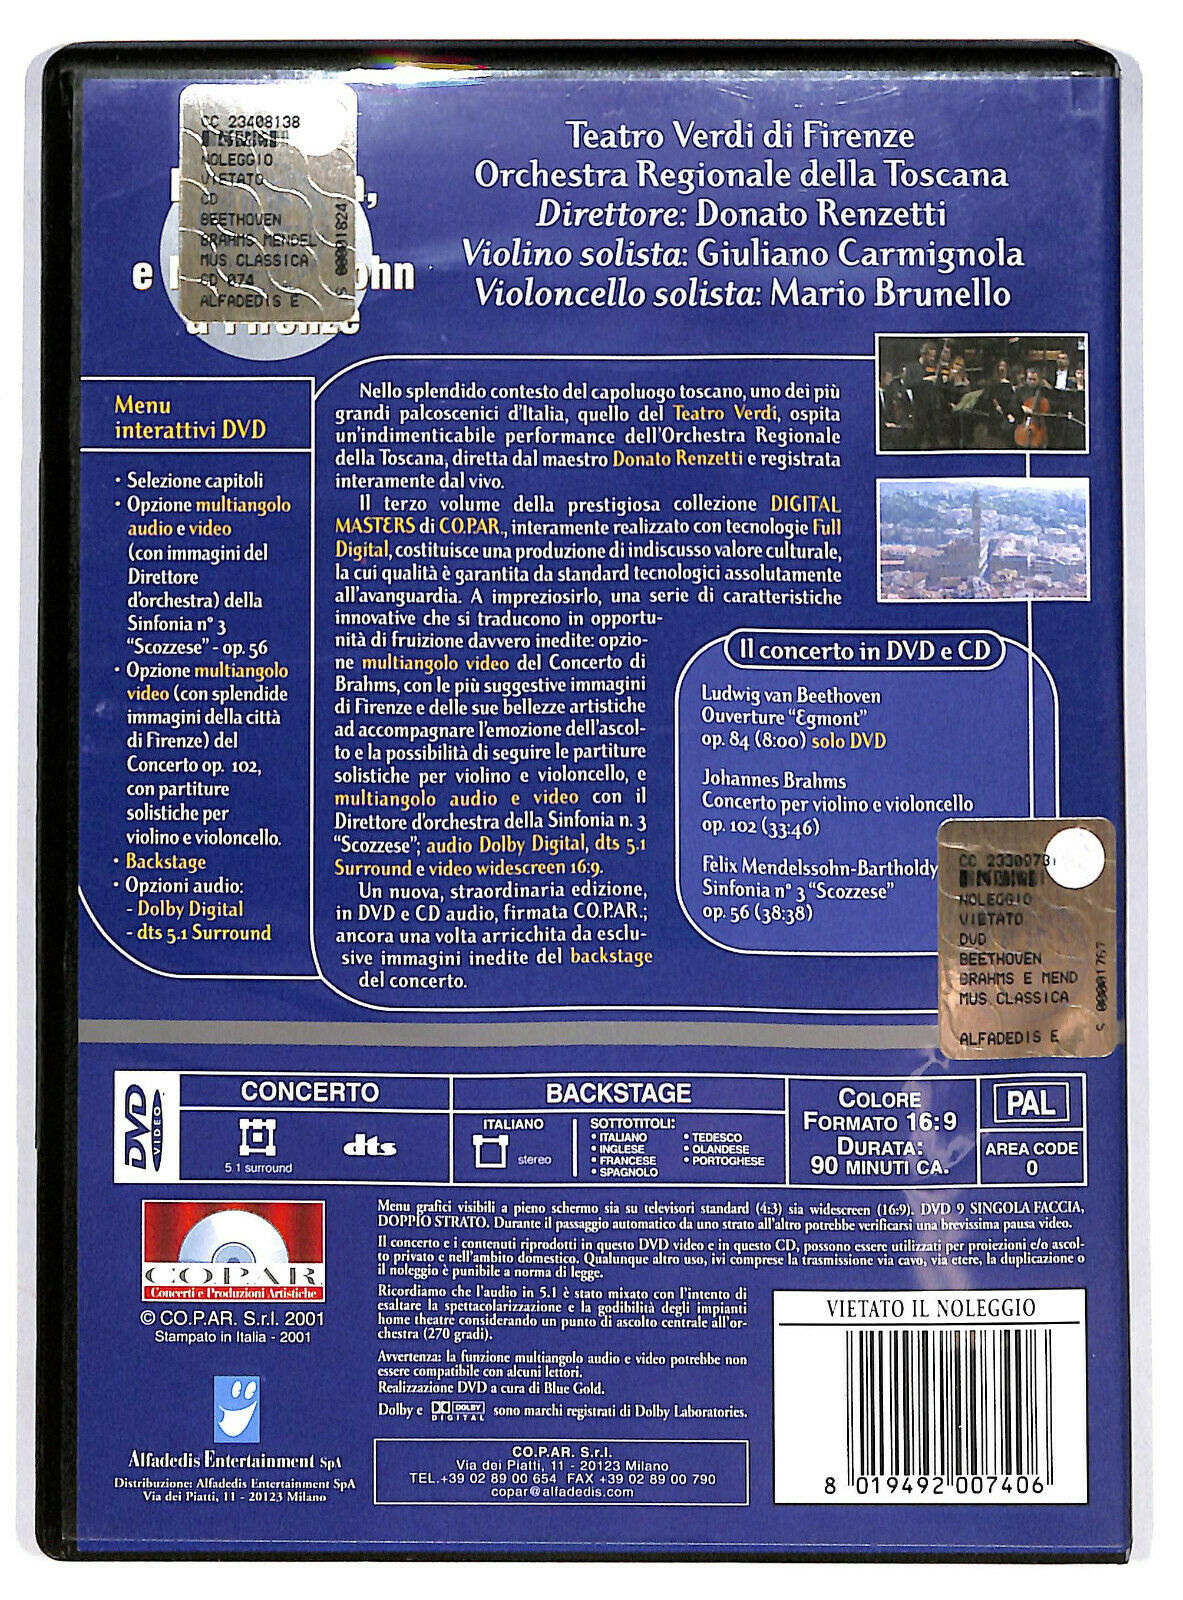 CC 23408138
NOLEGGIO
VIETATO
CD
BEETHOVEN
BRAHMS MENDEL
MUS.CLASSICA
CD 074
ALFADEDIS E
S 00001824
e
a Firenze
Teatro Verdi di Firenze
Orchestra Regionale della Toscana
Direttore: Donato Renzetti
Violino solista: Giuliano Carmignola
Violoncello solista: Mario Brunello
Menu
interattivi DVD
• Selezione capitoli
• Opzione multiangolo
audio e video
(con immagini del
Direttore
d'orchestra) della
Sinfonia n° 3
"Scozzese" - op. 56
• Opzione multiangolo
video (con splendide
immagini della città
di Firenze) del
Concerto op. 102,
con partiture
solistiche per
violino e violoncello.
• Backstage
• Opzioni audio:
- Dolby Digital
- dts 5.1 Surround
Nello splendido contesto del capoluogo toscano, uno dei più
grandi palcoscenici d'Italia, quello del Teatro Verdi, ospita
un'indimenticabile performance dell'Orchestra Regionale
della Toscana, diretta dal maestro Donato Renzetti e registrata
interamente dal vivo.
Il terzo volume della prestigiosa collezione DIGITAL
MASTERS di CO.PAR., interamente realizzato con tecnologie Full
Digital, costituisce una produzione di indiscusso valore culturale,
la cui qualità è garantita da standard tecnologici assolutamente
all'avanguardia. A impreziosirlo, una serie di caratteristiche
innovative che si traducono in opportu-
nità di fruizione davvero inedite: opzio-
ne multiangolo video del Concerto di
Brahms, con le più suggestive immagini
di Firenze e delle sue bellezze artistiche
ad accompagnare l'emozione dell'ascol-
to e la possibilità di seguire le partiture
solistiche per violino e violoncello, e
multiangolo audio e video con il
Direttore d'orchestra della Sinfonia n. 3
"Scozzese"; audio Dolby Digital, dts 5.1
Surround e video widescreen 16:9.
Un nuova, straordinaria edizione,
in DVD e CD audio, firmata CO.PAR.;
ancora una volta arricchita da esclu-
sive immagini inedite del backstage
del concerto.
Il concerto in DVD e CD
Ludwig van Beethoven
Ouverture "Egmont"
op. 84 (8:00) solo DVD
Johannes Brahms
Concerto per violino e violoncello
op. 102 (33:46)
Felix Mendelssohn-Bartholdy
Sinfonia n° 3 "Scozzese"
op. 56 (38:38)
CC 2330973
NOLEGGIO
VIETATO
DVD
BEETHOVEN
BRAHMS E MEND
MUS.CLASSICA
ALFADEDIS E
S 00001767
DVD
VIDEO
CONCERTO
5.1 surround
dts
BACKSTAGE
ITALIANO
stereo
SOTTOTITOLI:
• ITALIANO
• INGLESE
• FRANCESE
• SPAGNOLO
• TEDESCO
• OLANDESE
• PORTOGHESE
COLORE
FORMATO 16:9
DURATA:
90 MINUTI CA.
PAL
AREA CODE
0
CO.PAR.
Concerti e Produzioni Artistiche
© CO.P.AR. S.r.l. 2001
Stampato in Italia - 2001
Alfadedis Entertainment SpA
Distribuzione: Alfadedis Entertainment SpA
Via dei Piatti, 11 - 20123 Milano
Menu grafici visibili a pieno schermo sia su televisori standard (4:3) sia widescreen (16:9). DVD 9 SINGOLA FACCIA,
DOPPIO STRATO. Durante il passaggio automatico da uno strato all'altro potrebbe verificarsi una brevissima pausa video.
Il concerto e i contenuti riprodotti in questo DVD video e in questo CD, possono essere utilizzati per proiezioni e/o ascol-
to privato e nell'ambito domestico. Qualunque altro uso, ivi comprese la trasmissione via cavo, via etere, la duplicazione o
il noleggio è punibile a norma di legge.
Ricordiamo che l'audio in 5.1 è stato mixato con l'intento di
esaltare la spettacolarizzazione e la godibilità degli impianti
home theatre considerando un punto di ascolto centrale all'or-
chestra (270 gradi).
Avvertenza: la funzione multiangolo audio e video potrebbe non
essere compatibile con alcuni lettori.
Realizzazione DVD a cura di Blue Gold.
Dolby e DOLBY DIGITAL sono marchi registrati di Dolby Laboratories.
CO.P.AR. S.r.l.
Via dei Piatti, 11 - 20123 Milano
TEL.+39 02 89 00 654 FAX +39 02 89 00 790
copar@alfadedis.com
VIETATO IL NOLEGGIO
8 019492 007406